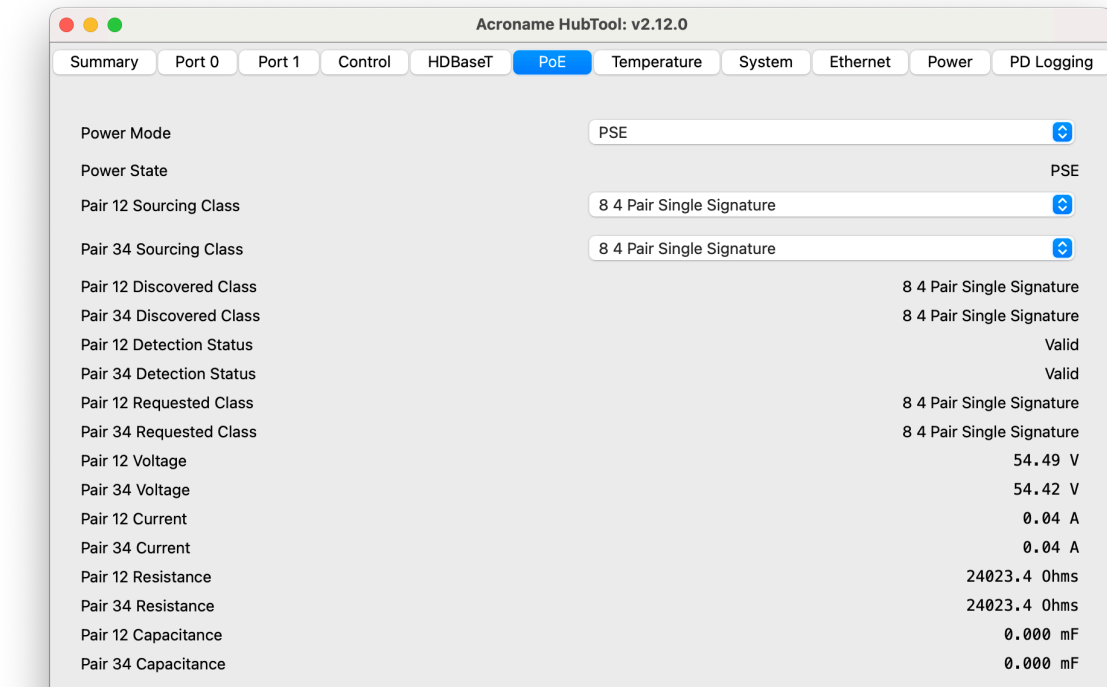 Acroname HubTool: v2.12.0
Summary Port 0 Port 1 Control HDBaseT PoE Temperature System Ethernet Power PD Logging
Power Mode PSE
Power State PSE
Pair 12 Sourcing Class 8 4 Pair Single Signature
Pair 34 Sourcing Class 8 4 Pair Single Signature
Pair 12 Discovered Class 8 4 Pair Single Signature
Pair 34 Discovered Class 8 4 Pair Single Signature
Pair 12 Detection Status Valid
Pair 34 Detection Status Valid
Pair 12 Requested Class 8 4 Pair Single Signature
Pair 34 Requested Class 8 4 Pair Single Signature
Pair 12 Voltage 54.49 V
Pair 34 Voltage 54.42 V
Pair 12 Current 0.04 A
Pair 34 Current 0.04 A
Pair 12 Resistance 24023.4 Ohms
Pair 34 Resistance 24023.4 Ohms
Pair 12 Capacitance 0.000 mF
Pair 34 Capacitance 0.000 mF